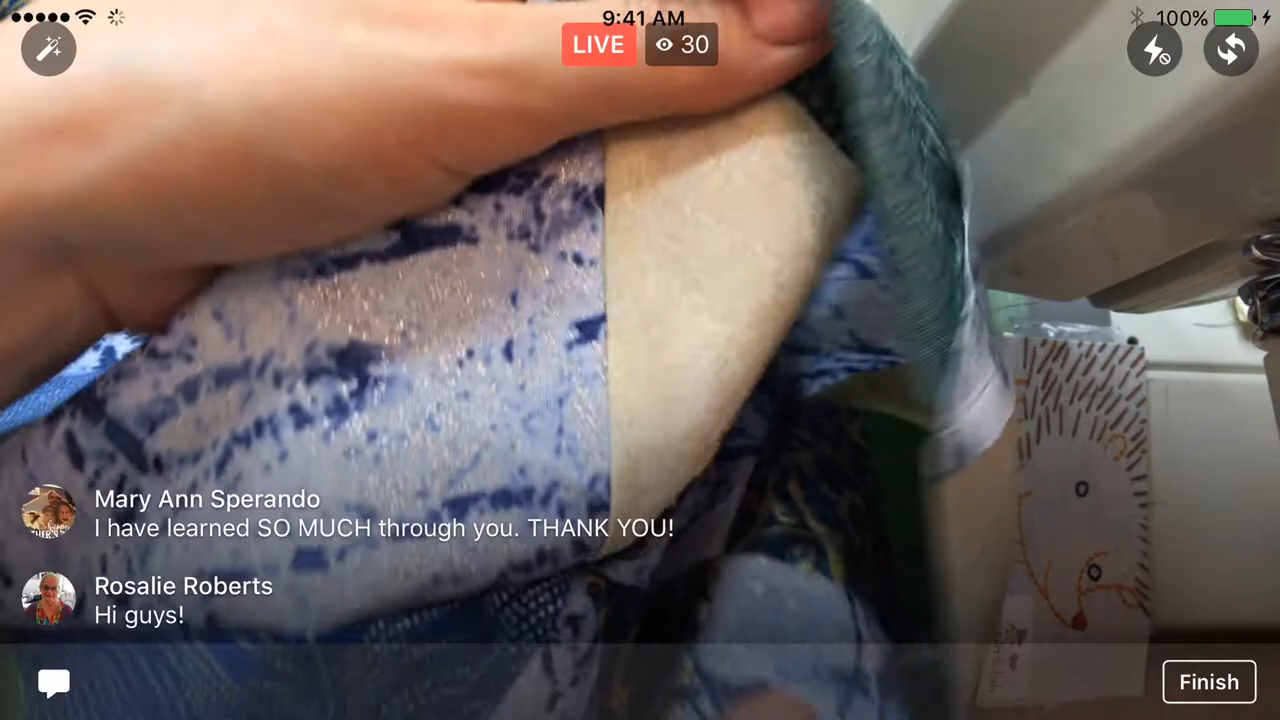 9:41 AM
100%
LIVE
30
Mary Ann Sperando
I have learned SO MUCH through you. THANK YOU!
Rosalie Roberts
Hi guys!
Finish